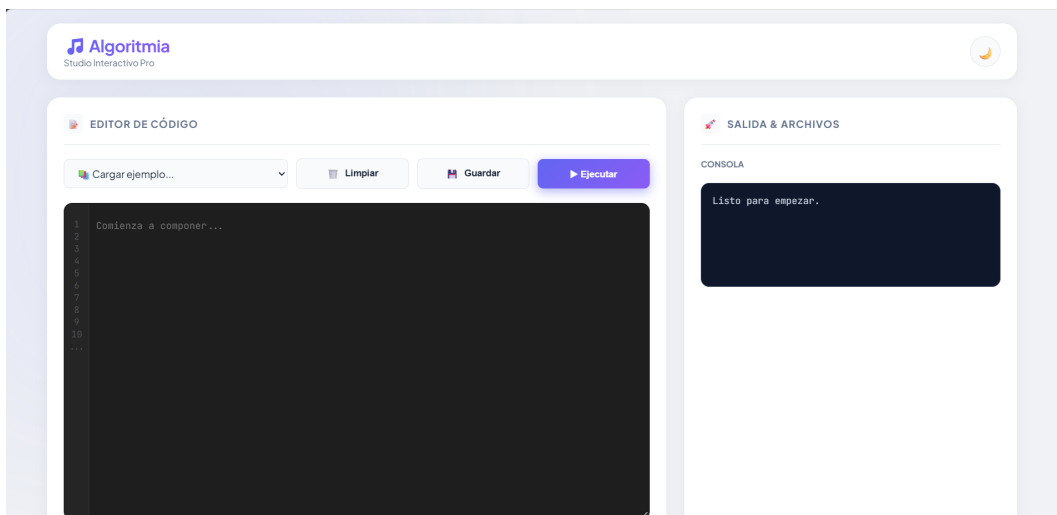 Algoritmia
Studio Interactivo Pro
EDITOR DE CÓDIGO
Cargar ejemplo...
Limpiar
Guardar
▶ Ejecutar
1
2
3
4
5
6
7
8
9
10
...
Comienza a componer...
SALIDA & ARCHIVOS
CONSOLA
Listo para empezar.